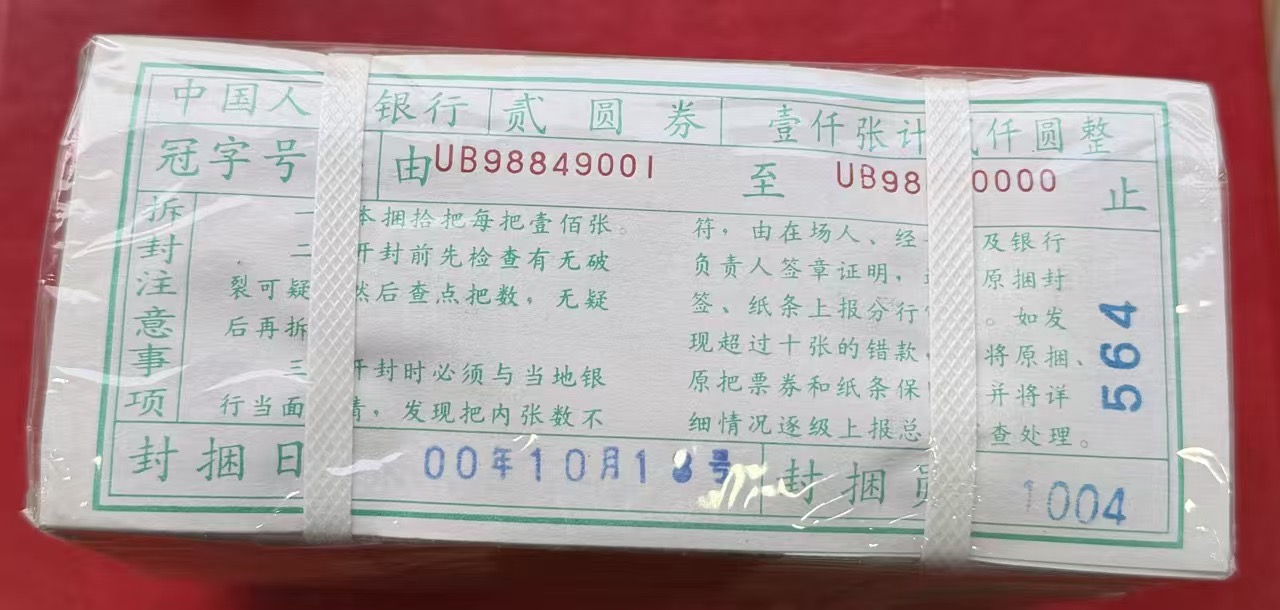 中国人 银行 贰圆券 壹仟张计 仟圆整
冠字号 由UB98849001 至 UB98 0000 止
拆封注意事项
一 本捆拾把每把壹佰张。
二 开封前先检查有无破
裂可疑 然后查点把数，无疑
后再拆
三 开封时必须与当地银
行当面 清，发现把内张数不
符，由在场人、经 及银行
负责人签章证明， 原捆封
签、纸条上报分行 。如发
现超过十张的错款， 将原捆、
原把票券和纸条保 并将详
细情况逐级上报总 查处理。
564
封捆日 00年10月1 号 封捆员 1004